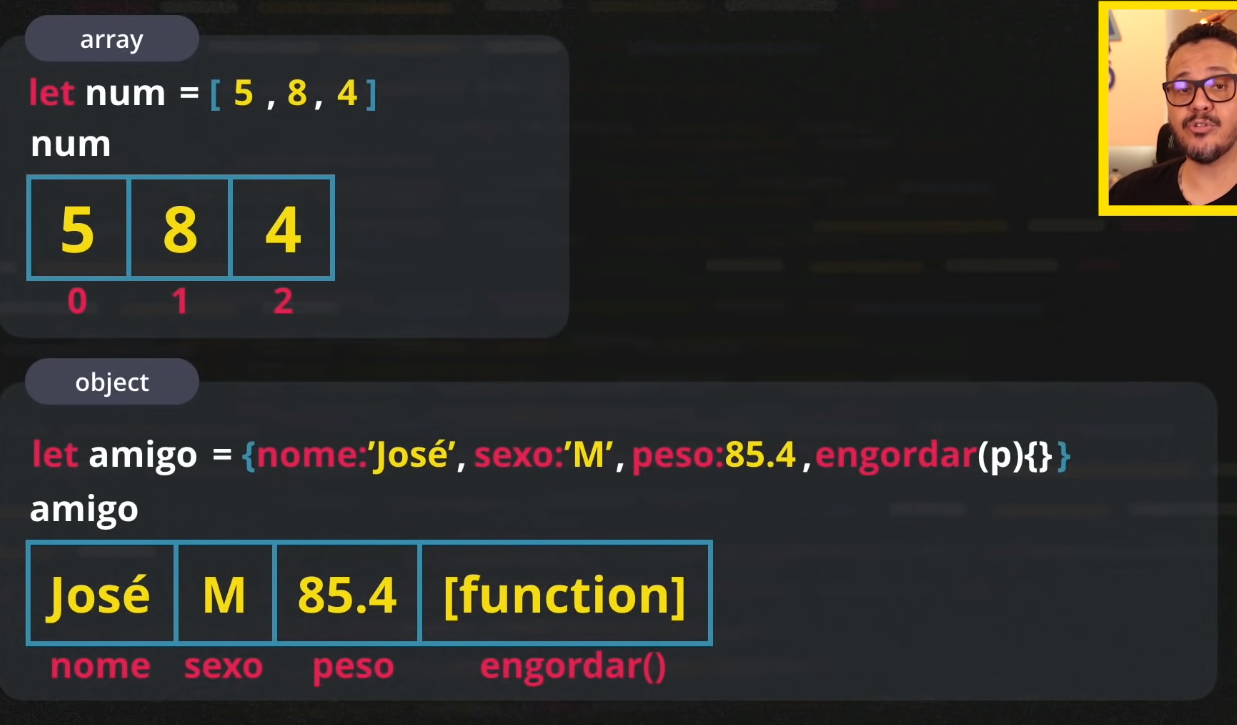 array
let num = [ 5 , 8 , 4 ]
num
5 8 4
0 1 2
object
let amigo = {nome:’José’, sexo:’M’, peso:85.4 ,engordar(p){} }
amigo
José M 85.4 [function]
nome sexo peso engordar()